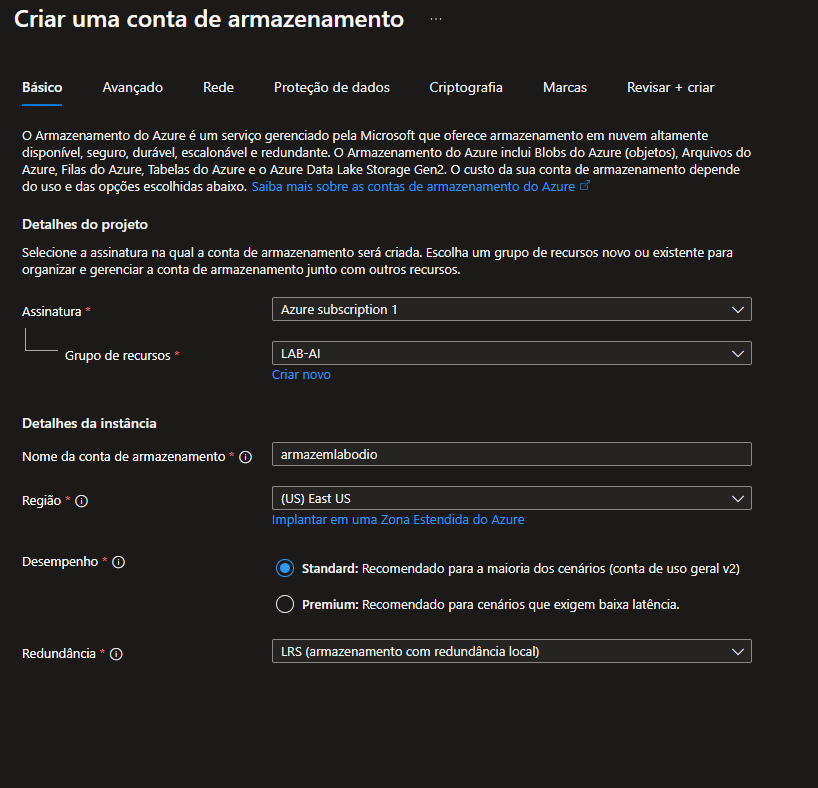 Criar uma conta de armazenamento ...
Básico Avançado Rede Proteção de dados Criptografia Marcas Revisar + criar
O Armazenamento do Azure é um serviço gerenciado pela Microsoft que oferece armazenamento em nuvem altamente
disponível, seguro, durável, escalonável e redundante. O Armazenamento do Azure inclui Blobs do Azure (objetos), Arquivos do
Azure, Filas do Azure, Tabelas do Azure e o Azure Data Lake Storage Gen2. O custo da sua conta de armazenamento depende
do uso e das opções escolhidas abaixo. Saiba mais sobre as contas de armazenamento do Azure
Detalhes do projeto
Selecione a assinatura na qual a conta de armazenamento será criada. Escolha um grupo de recursos novo ou existente para
organizar e gerenciar a conta de armazenamento junto com outros recursos.
Assinatura * Azure subscription 1
Grupo de recursos * LAB-AI
Criar novo
Detalhes da instância
Nome da conta de armazenamento * armazemlabodio
Região * (US) East US
Implantar em uma Zona Estendida do Azure
Desempenho * Standard: Recomendado para a maioria dos cenários (conta de uso geral v2)
Premium: Recomendado para cenários que exigem baixa latência.
Redundância * LRS (armazenamento com redundância local)